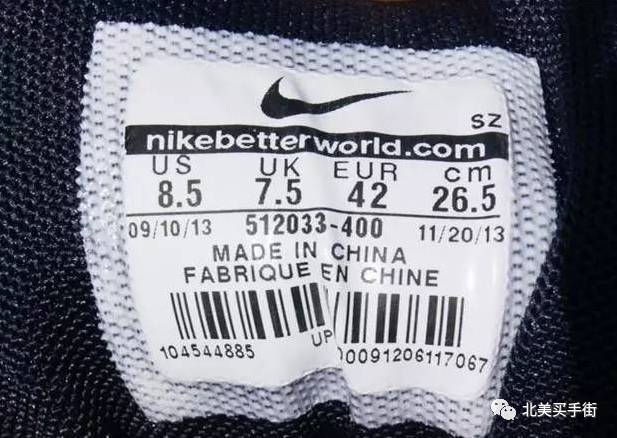 SZ
nikebetterworld.com
US UK EUR cm
8.5 7.5 42 26.5
09/10/13 512033-400 11/20/13
MADE IN CHINA
FABRIQUE EN CHINE
104544885 UP 00091206117067
北美买手街